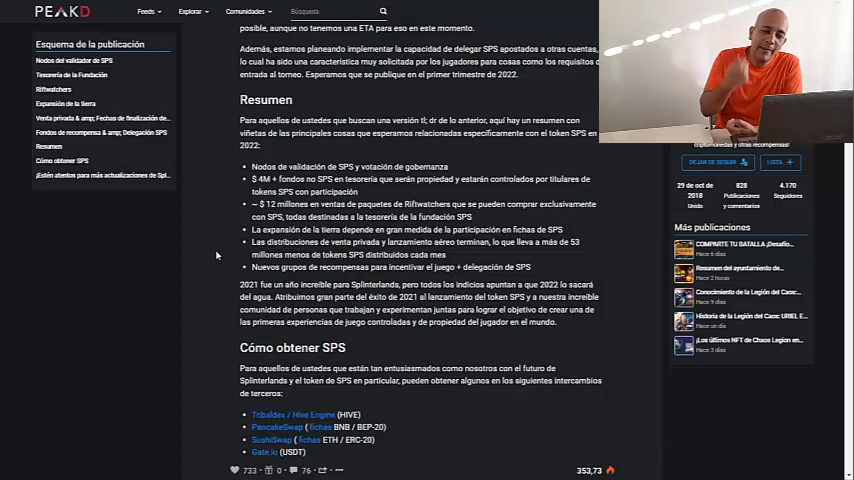 PEAKD
Feeds
Explorar
Comunidades
Búsqueda
Esquema de la publicación
Nodos del validador de SPS
Tesorería de la Fundación
Riftwatchers
Expansión de la tierra
Venta privada & amp; Fechas de finalización de...
Fondos de recompensa & amp; Delegación SPS
Resumen
Cómo obtener SPS
¡Estén atentos para más actualizaciones de Spl...
posible, aunque no tenemos una ETA para eso en este momento.
Además, estamos planeando implementar la capacidad de delegar SPS apostados a otras cuentas,
lo cual ha sido una característica muy solicitada por los jugadores para cosas como los requisitos de
entrada al torneo. Esperamos que se publique en el primer trimestre de 2022.
Resumen
Para aquellos de ustedes que buscan una versión tl; dr de lo anterior, aquí hay un resumen con
viñetas de las principales cosas que esperamos relacionadas específicamente con el token SPS en
2022:
• Nodos de validación de SPS y votación de gobernanza
• $ 4M + fondos no SPS en tesorería que serán propiedad y estarán controlados por titulares de
tokens SPS con participación
• ~ $ 12 millones en ventas de paquetes de Riftwatchers que se pueden comprar exclusivamente
con SPS, todas destinadas a la tesorería de la fundación SPS
• La expansión de la tierra depende en gran medida de la participación en fichas de SPS
• Las distribuciones de venta privada y lanzamiento aéreo terminan, lo que lleva a más de 53
millones menos de tokens SPS distribuidos cada mes
• Nuevos grupos de recompensas para incentivar el juego + delegación de SPS
2021 fue un año increíble para Splinterlands, pero todos los indicios apuntan a que 2022 lo sacará
del agua. Atribuimos gran parte del éxito de 2021 al lanzamiento del token SPS y a nuestra increíble
comunidad de personas que trabajan y experimentan juntas para lograr el objetivo de crear una de
las primeras experiencias de juego controladas y de propiedad del jugador en el mundo.
Cómo obtener SPS
Para aquellos de ustedes que están tan entusiasmados como nosotros con el futuro de
Splinterlands y el token de SPS en particular, pueden obtener algunos en los siguientes intercambios
de terceros:
• Tribaldex / Hive Engine (HIVE)
• PancakeSwap ( fichas BNB / BEP-20)
• SushiSwap ( fichas ETH / ERC-20)
• Gate.io (USDT)
733 · 0 · 76 · ···
353,73
criptomonedas y otras recompensas!
DEJAR DE SEGUIR
LISTA +
29 de oct de 2018
Unido
828
Publicaciones y comentarios
4.170
Seguidores
Más publicaciones
COMPARTE TU BATALLA ¡Desafío...
Hace 6 días
Resumen del ayuntamiento de...
Hace 2 horas
Conocimiento de la Legión del Caos:...
Hace 9 días
Historia de la Legión del Caos: URIEL E...
Hace un día
¡Los últimos NFT de Chaos Legion en...
Hace 3 días